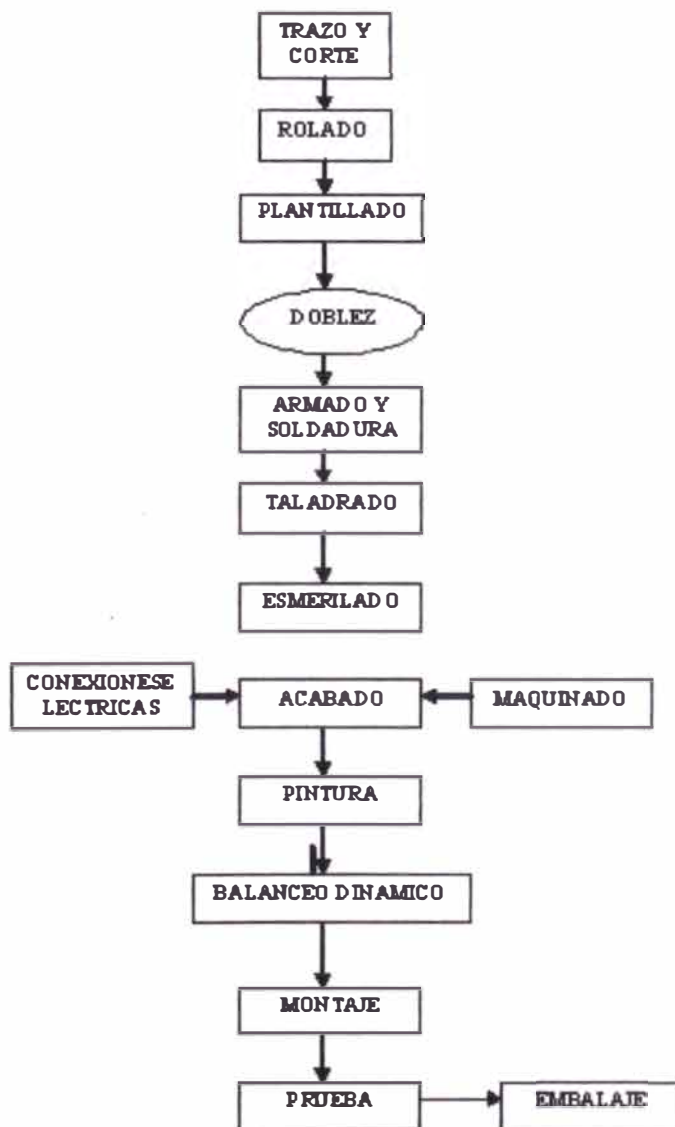 TRAZO Y
CORTE
ROLADO
PLANTILLADO
DOBLEZ
ARMADO Y
SOLDADURA
TALADRADO
ESMERILADO
CONEXIONESE
LECTRICAS
ACABADO
MAQUINADO
PINTURA
BALANCEO DINAMICO
MONTAJE
PRUEBA
EMBALAJE